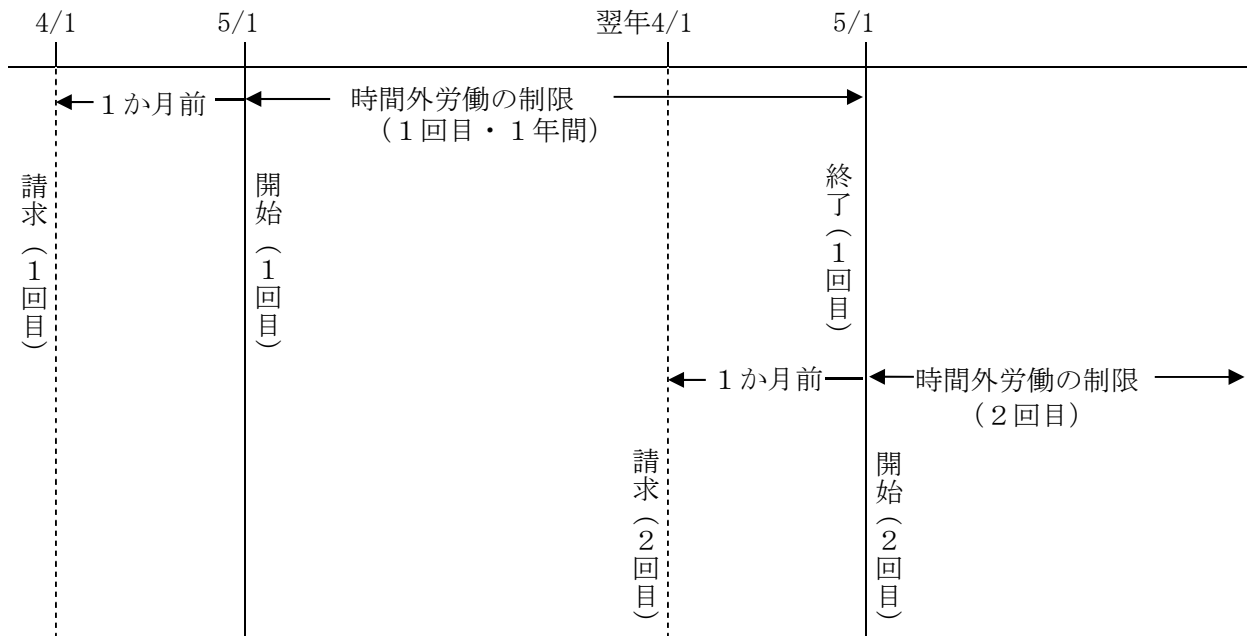 4/1
5/1
翌年4/1
5/1
1か月前
時間外労働の制限
（1回目・1年間）
請求（1回目）
開始（1回目）
終了（1回目）
1か月前
時間外労働の制限
（2回目）
請求（2回目）
開始（2回目）